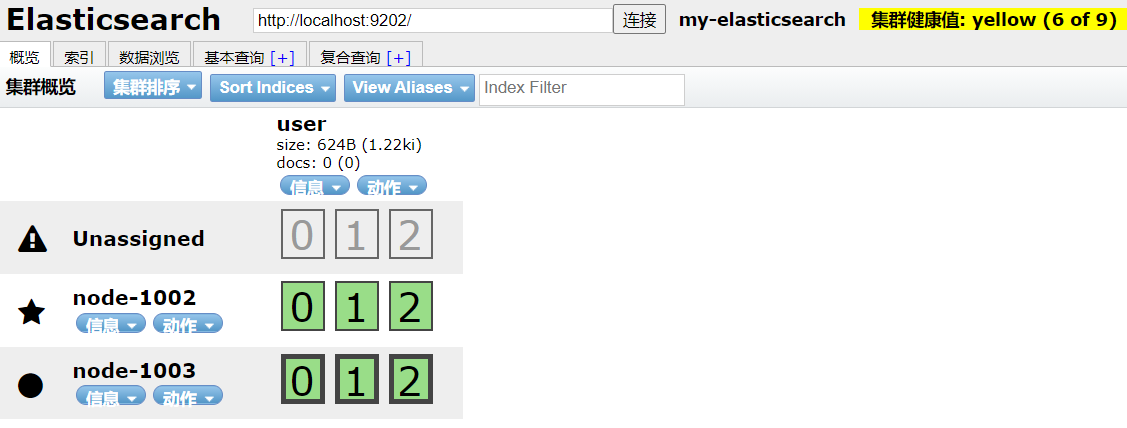 Elasticsearch http://localhost:9202/ 连接 my-elasticsearch 集群健康值: yellow (6 of 9)
概览 索引 数据浏览 基本查询 [+] 复合查询 [+]
集群概览 集群排序 Sort Indices View Aliases Index Filter
user
size: 624B (1.22ki)
docs: 0 (0)
信息 动作
Unassigned 0 1 2
node-1002 0 1 2
信息 动作
node-1003 0 1 2
信息 动作